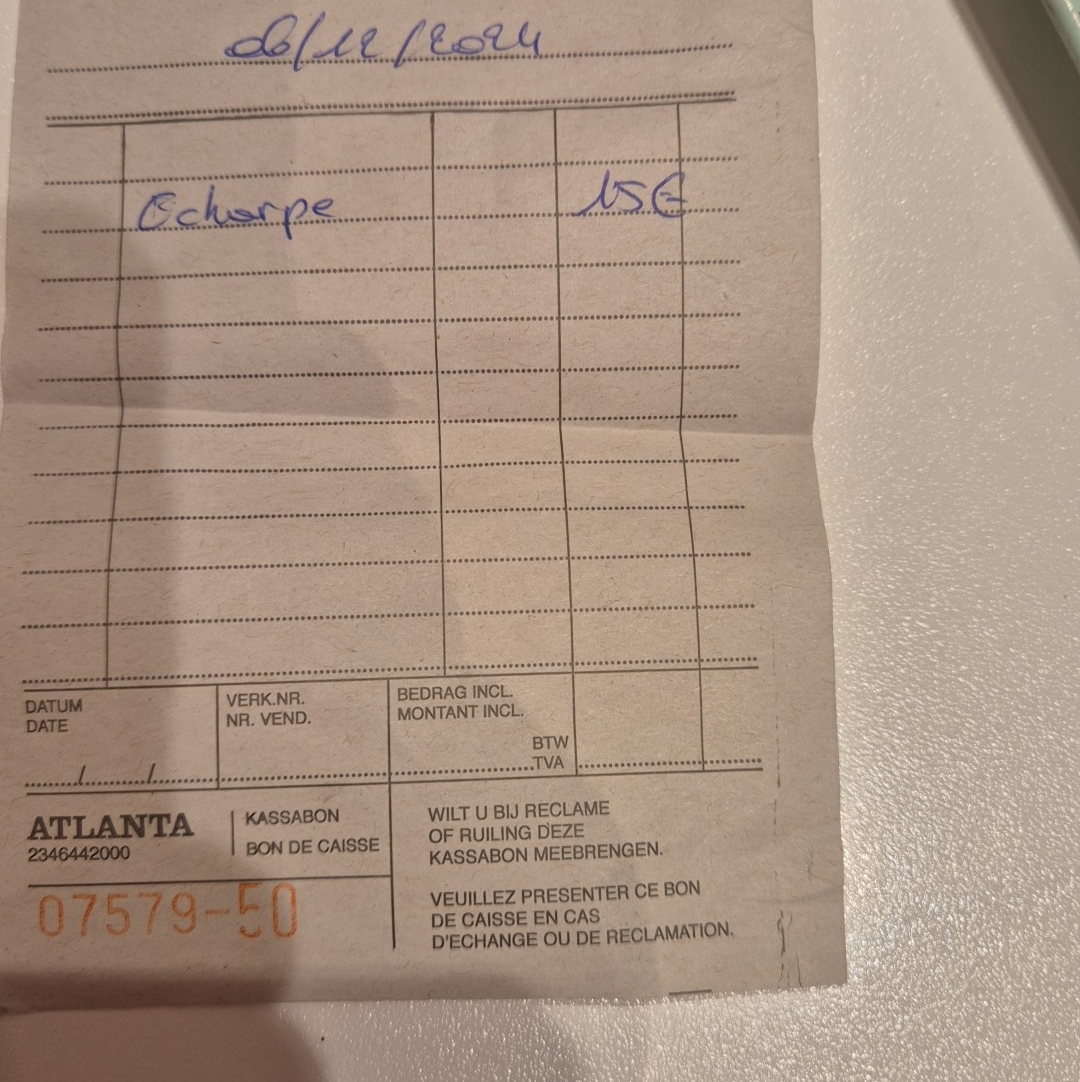 06/12/2024
Echarpe 15€
DATUM
DATE
VERK.NR.
NR. VEND.
BEDRAG INCL.
MONTANT INCL.
BTW
TVA
/ /
ATLANTA
2346442000
KASSABON
BON DE CAISSE
07579-50
WILT U BIJ RECLAME
OF RUILING DEZE
KASSABON MEEBRENGEN.
VEUILLEZ PRESENTER CE BON
DE CAISSE EN CAS
D'ECHANGE OU DE RECLAMATION.